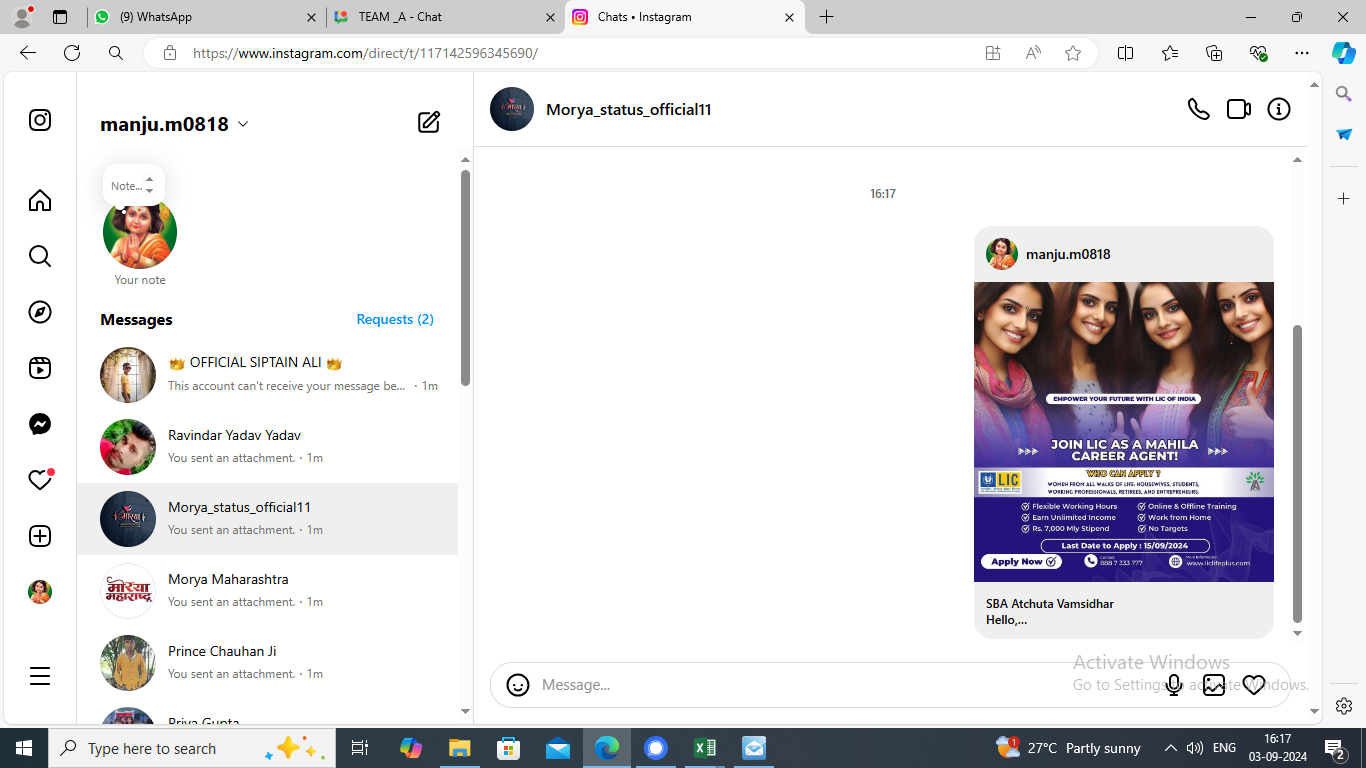 (9) WhatsApp
TEAM _A - Chat
Chats • Instagram
https://www.instagram.com/direct/t/117142596345690/
manju.m0818
Note...
Your note
Messages
Requests (2)
👑 OFFICIAL SIPTAIN ALI 👑
This account can't receive your message be... · 1m
Ravindar Yadav Yadav
You sent an attachment. · 1m
Morya_status_official11
You sent an attachment. · 1m
Morya Maharashtra
You sent an attachment. · 1m
मोरया
महाराष्ट्र
Prince Chauhan Ji
You sent an attachment. · 1m
Priya Gupta
Morya_status_official11
16:17
manju.m0818
EMPOWER YOUR FUTURE WITH LIC OF INDIA
JOIN LIC AS A MAHILA
CAREER AGENT!
WHO CAN APPLY ?
LIC
WOMEN FROM ALL WALKS OF LIFE: HOUSEWIVES, STUDENTS,
WORKING PROFESSIONALS, RETIREES, AND ENTREPRENEURS.
Flexible Working Hours
Online & Offline Training
Earn Unlimited Income
Work from Home
Rs. 7,000 Mly Stipend
No Targets
Last Date to Apply : 15/09/2024
Apply Now
Contact
888 7 333 777
More Information
www.liclifeplus.com
SBA Atchuta Vamsidhar
Hello,...
Message...
Activate Windows
Go to Settings to activate Windows.
Type here to search
1
27°C Partly sunny
ENG
16:17
03-09-2024
2